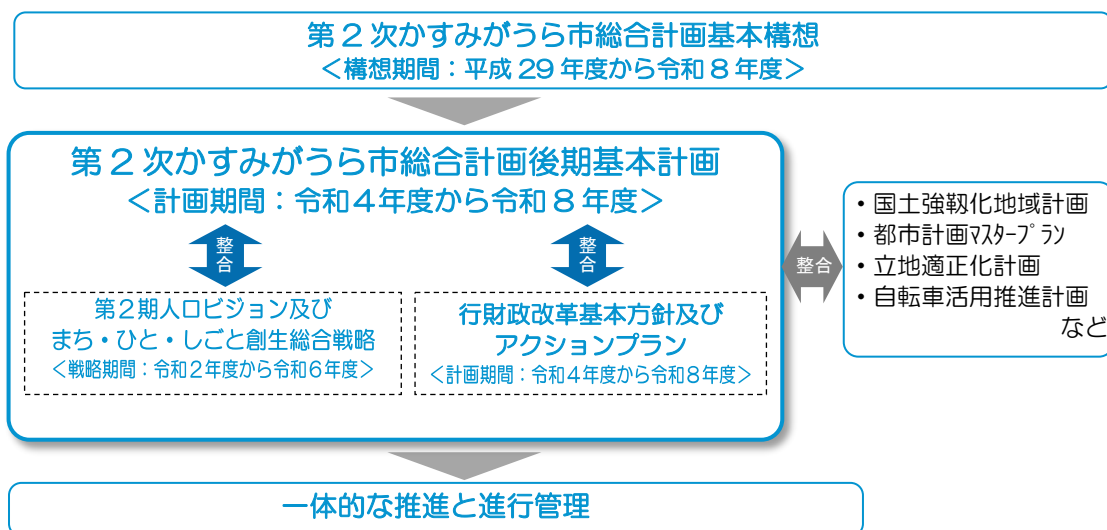 第2次かすみがうら市総合計画基本構想
＜構想期間：平成 29 年度から令和 8 年度＞
第 2 次かすみがうら市総合計画後期基本計画
＜計画期間：令和４年度から令和 8 年度＞
整合
整合
第２期人口ビジョン及び
まち・ひと・しごと創生総合戦略
＜戦略期間：令和２年度から令和６年度＞
行財政改革基本方針及び
アクションプラン
＜計画期間：令和４年度から令和８年度＞
整合
・国土強靱化地域計画
・都市計画ﾏｽﾀｰﾌﾟﾗﾝ
・立地適正化計画
・自転車活用推進計画
など
一体的な推進と進行管理